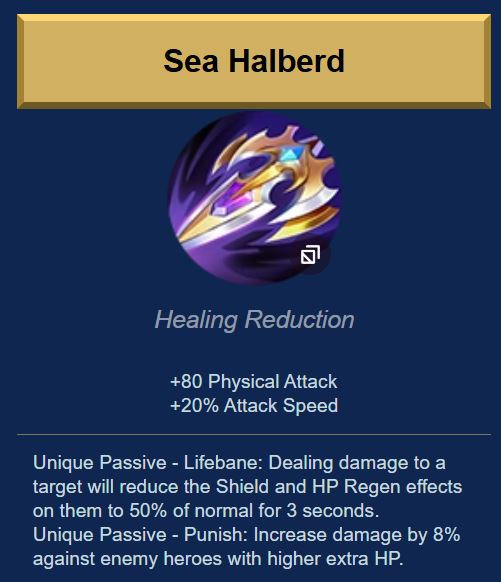 Sea Halberd
Healing Reduction
+80 Physical Attack
+20% Attack Speed
Unique Passive - Lifebane: Dealing damage to a
target will reduce the Shield and HP Regen effects
on them to 50% of normal for 3 seconds.
Unique Passive - Punish: Increase damage by 8%
against enemy heroes with higher extra HP.